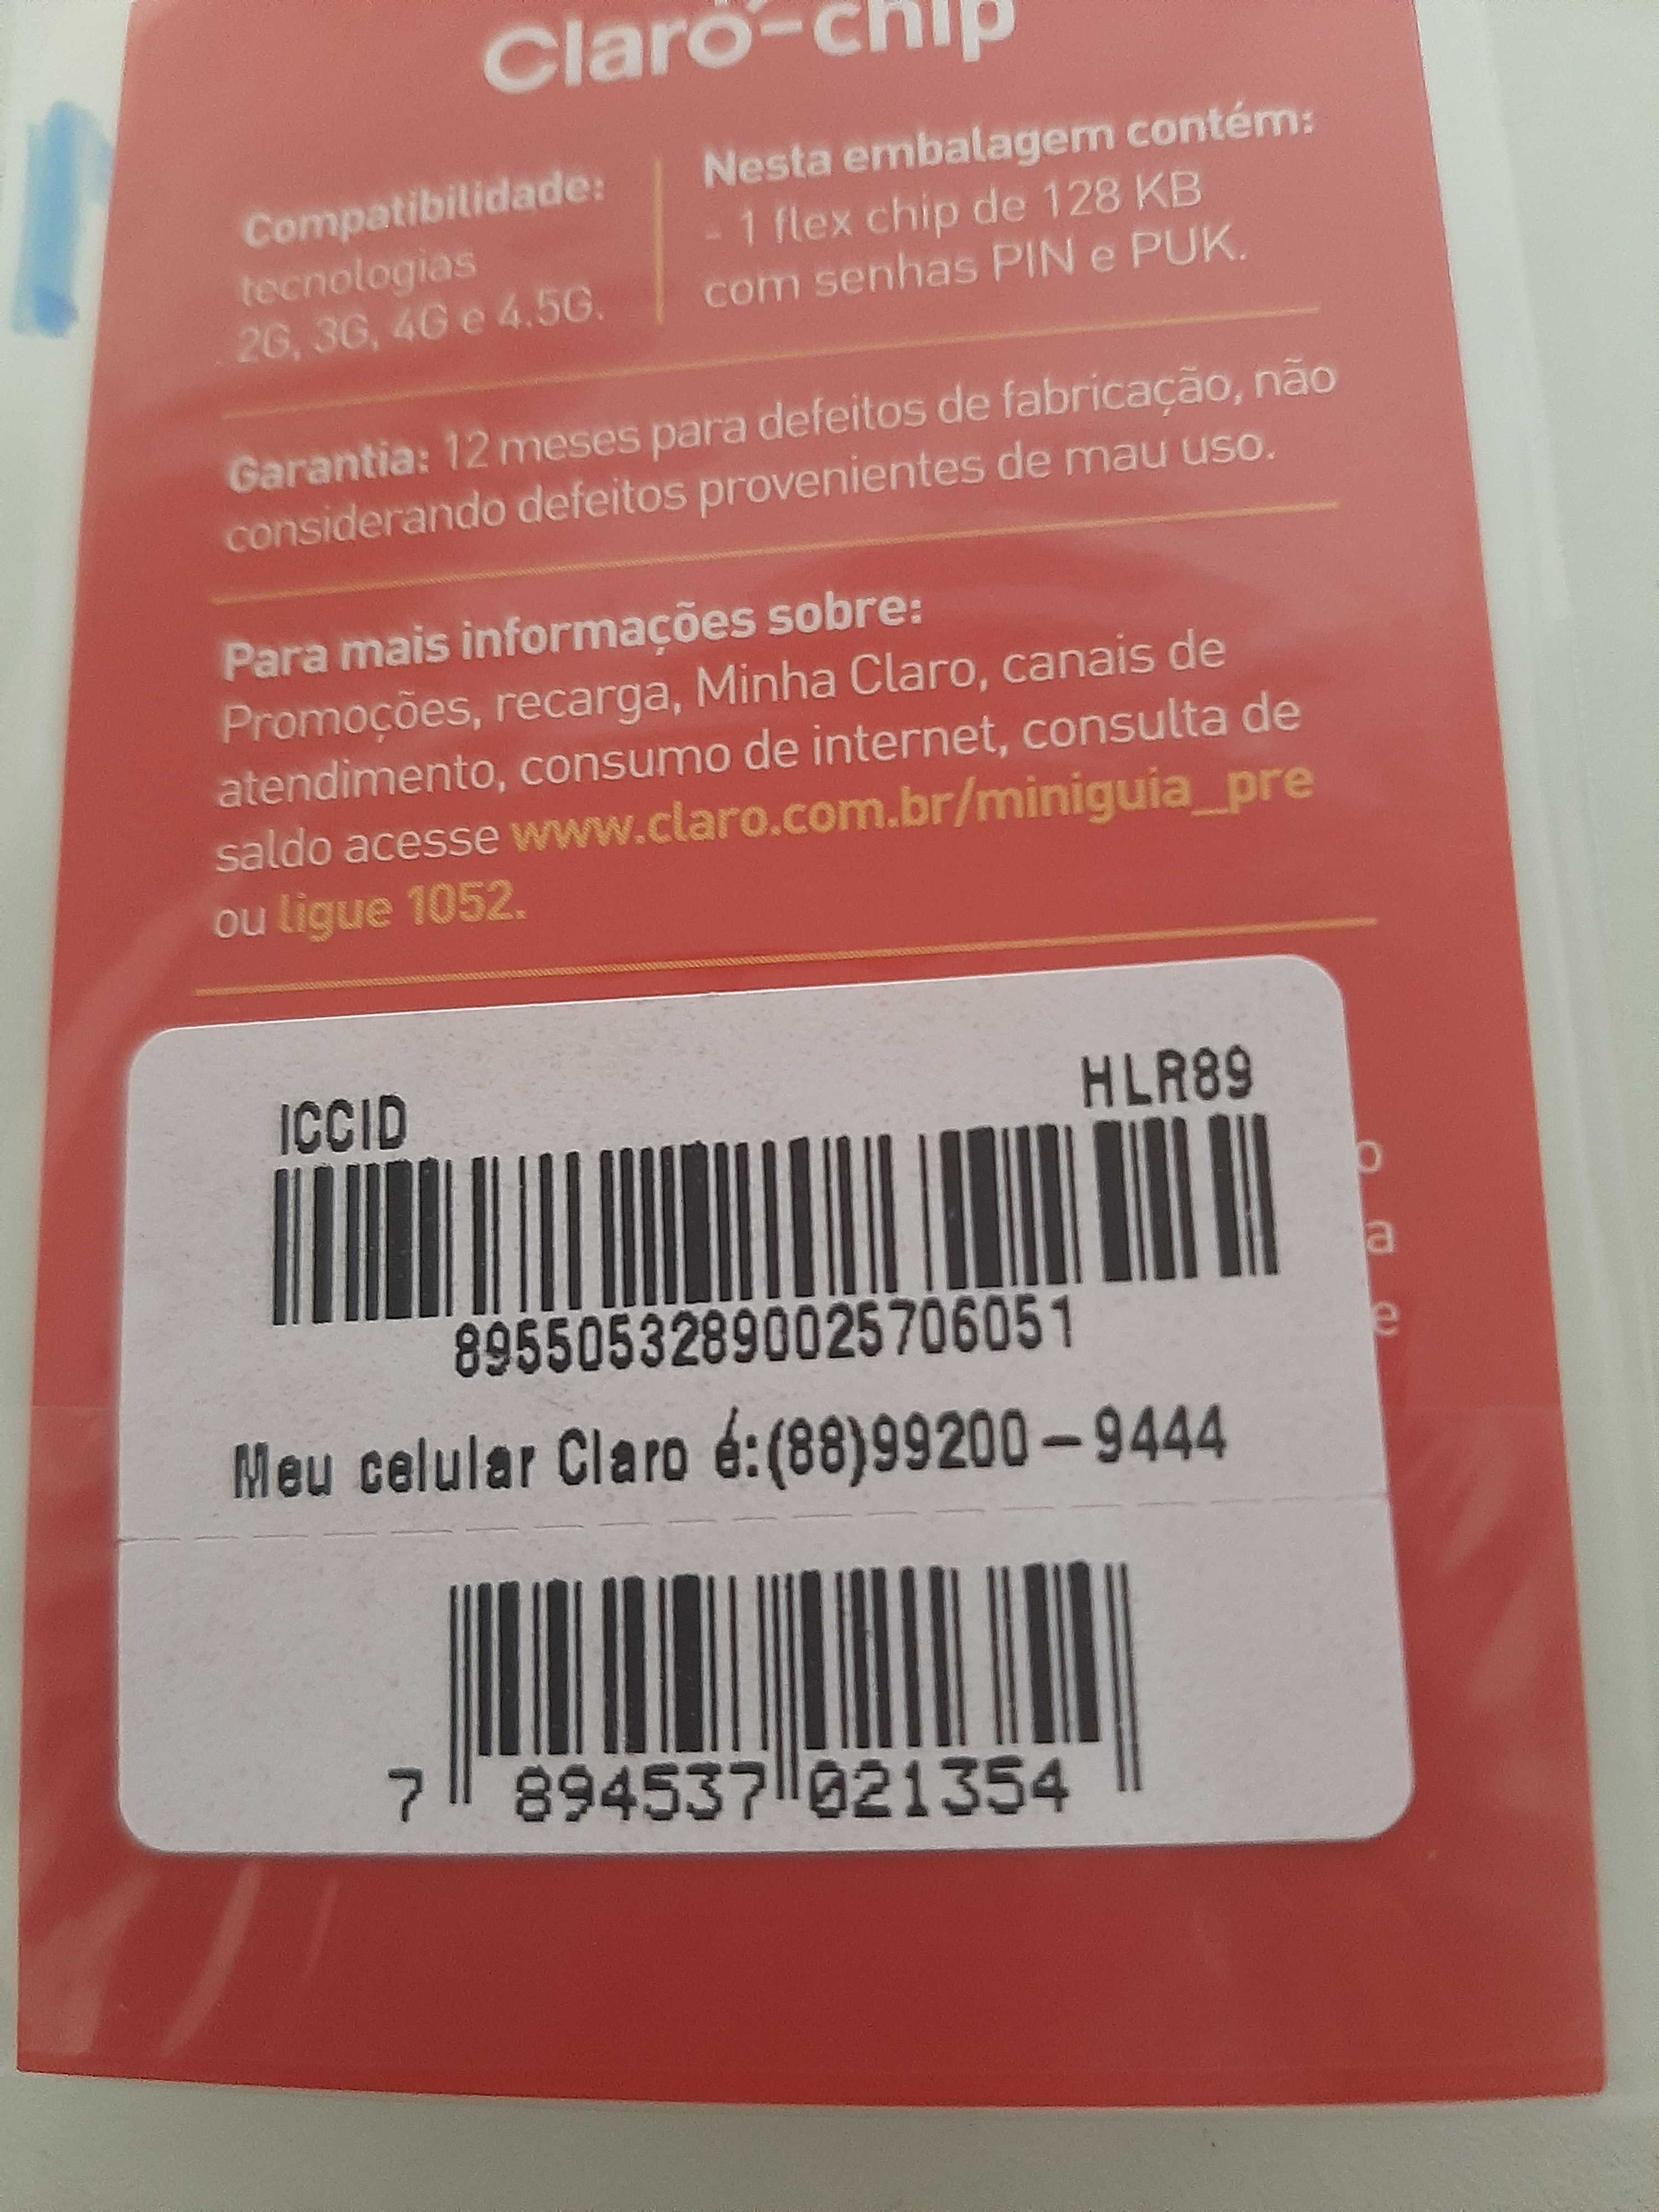 Claro-chip
Compatibilidade:
tecnologias
2G, 3G, 4G e 4.5G.
Nesta embalagem contém:
- 1 flex chip de 128 KB
com senhas PIN e PUK.
Garantia: 12 meses para defeitos de fabricação, não
considerando defeitos provenientes de mau uso.
Para mais informações sobre:
Promoções, recarga, Minha Claro, canais de
atendimento, consumo de internet, consulta de
saldo acesse www.claro.com.br/miniguia_pre
ou ligue 1052.
ICCID HLR89
89550532890025706051
Meu celular Claro é:(88)99200-9444
7 894537 021354
o
a
e